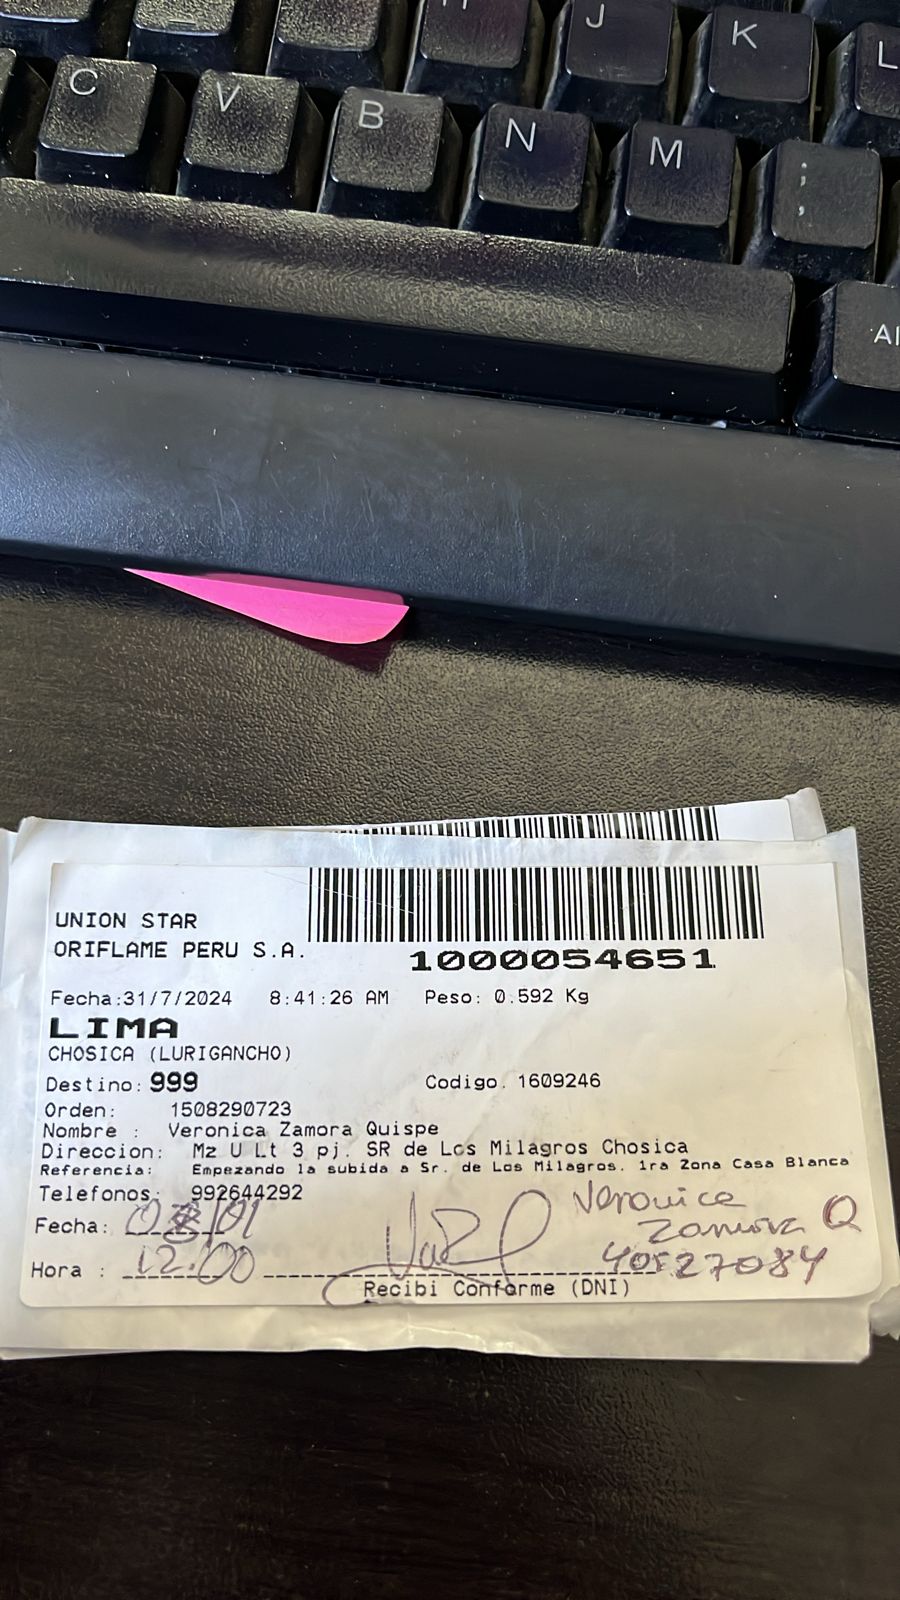 H J K L
C V B N M ; ,
Al
UNION STAR
ORIFLAME PERU S.A.
1000054651
Fecha:31/7/2024 8:41:26 AM Peso: 0.592 Kg
LIMA
CHOSICA (LURIGANCHO)
Destino: 999 Codigo. 1609246
Orden: 1508290723
Nombre : Veronica Zamora Quispe
Direccion: Mz U Lt 3 pj. SR de Los Milagros Chosica
Referencia: Empezando la subida a Sr. de Los Milagros. 1ra Zona Casa Blanca
Telefonos: 992644292
Veronica
Fecha: Zamora Q
Hora : 12:00 40527084
Recibi Conforme (DNI)